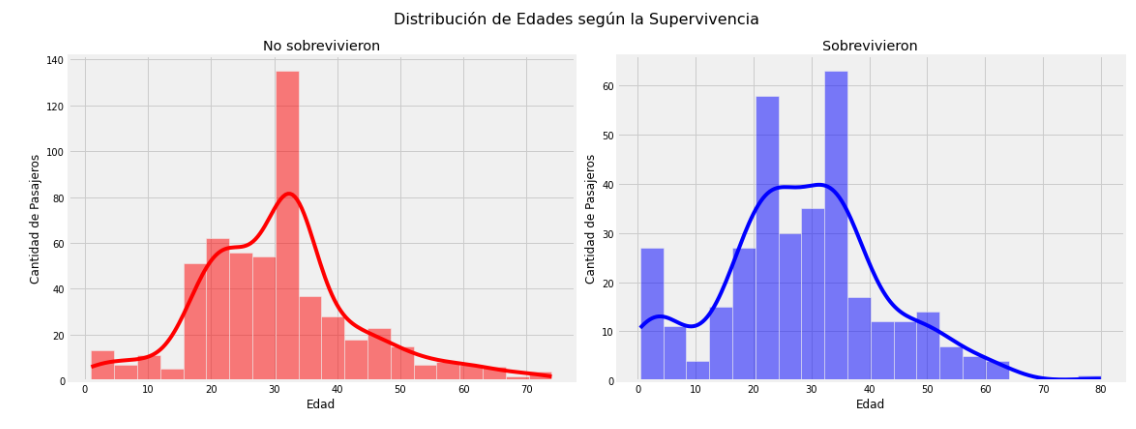 Distribución de Edades según la Supervivencia
No sobrevivieron
Sobrevivieron
Cantidad de Pasajeros
140
120
100
80
60
40
20
0
0 10 20 30 40 50 60 70
Edad
Cantidad de Pasajeros
60
50
40
30
20
10
0
0 10 20 30 40 50 60 70 80
Edad